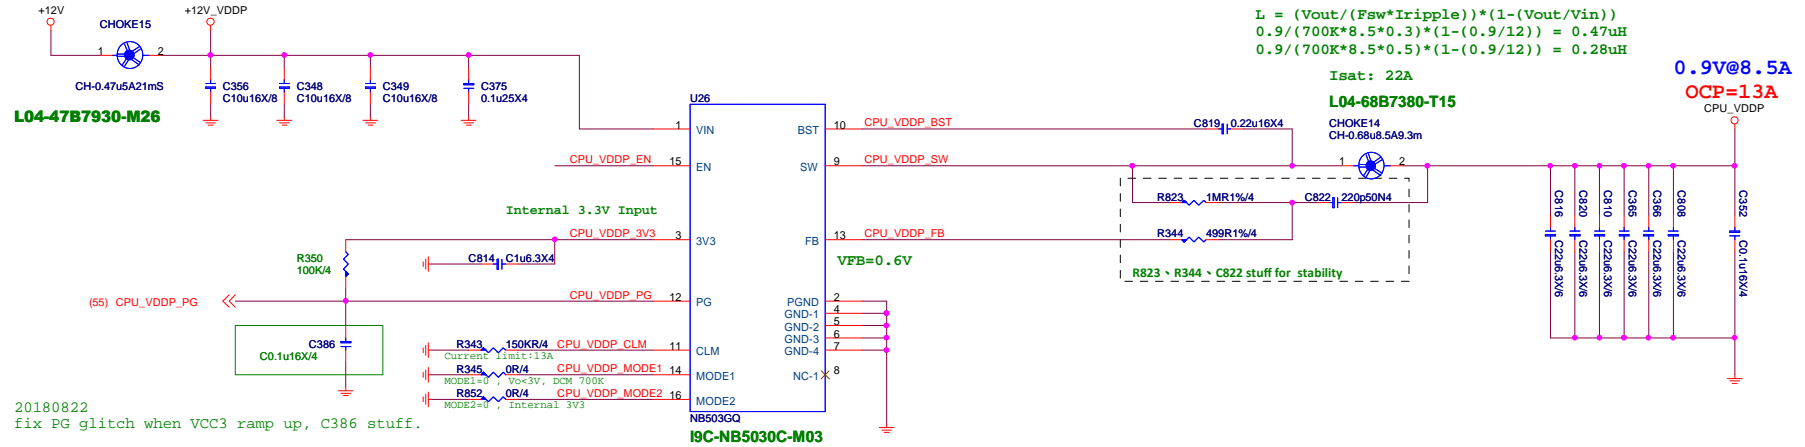 +12V
+12V_VDDP
CHOKE15
1 2
CH-0.47u5A21mS
L04-47B7930-M26
C356
C10u16X/8
C348
C10u16X/8
C349
C10u16X/8
C375
0.1u25X4
L = (Vout/(Fsw*Iripple))*(1-(Vout/Vin))
0.9/(700K*8.5*0.3)*(1-(0.9/12)) = 0.47uH
0.9/(700K*8.5*0.5)*(1-(0.9/12)) = 0.28uH
Isat: 22A
L04-68B7380-T15
CHOKE14
CH-0.68u8.5A9.3m
1 2
0.9V@8.5A
OCP=13A
CPU_VDDP
U26
1 VIN
CPU_VDDP_EN 15 EN
Internal 3.3V Input
CPU_VDDP_3V3 3 3V3
R350
100K/4
C814 C1u6.3X4
(55) CPU_VDDP_PG
CPU_VDDP_PG 12 PG
C386
C0.1u16X/4
R343 150KR/4 CPU_VDDP_CLM 11 CLM
Current limit:13A
R345 0R/4 CPU_VDDP_MODE1 14 MODE1
MODE1=0 , Vo<3V, DCM 700K
R852 0R/4 CPU_VDDP_MODE2 16 MODE2
MODE2=0 , Internal 3V3
BST 10 CPU_VDDP_BST
C819 0.22u16X4
SW 9 CPU_VDDP_SW
R823 1MR1%/4
C822 220p50N4
FB 13 CPU_VDDP_FB
R344 499R1%/4
VFB=0.6V
R823、R344、C822 stuff for stability
PGND 2
GND-1 4
GND-2 5
GND-3 6
GND-4 7
NC-1 8
NB503GQ
I9C-NB5030C-M03
C816
C22u6.3X/6
C820
C22u6.3X/6
C810
C22u6.3X/6
C365
C22u6.3X/6
C366
C22u6.3X/6
C808
C22u6.3X/6
C352
C0.1u16X/4
20180822
fix PG glitch when VCC3 ramp up, C386 stuff.